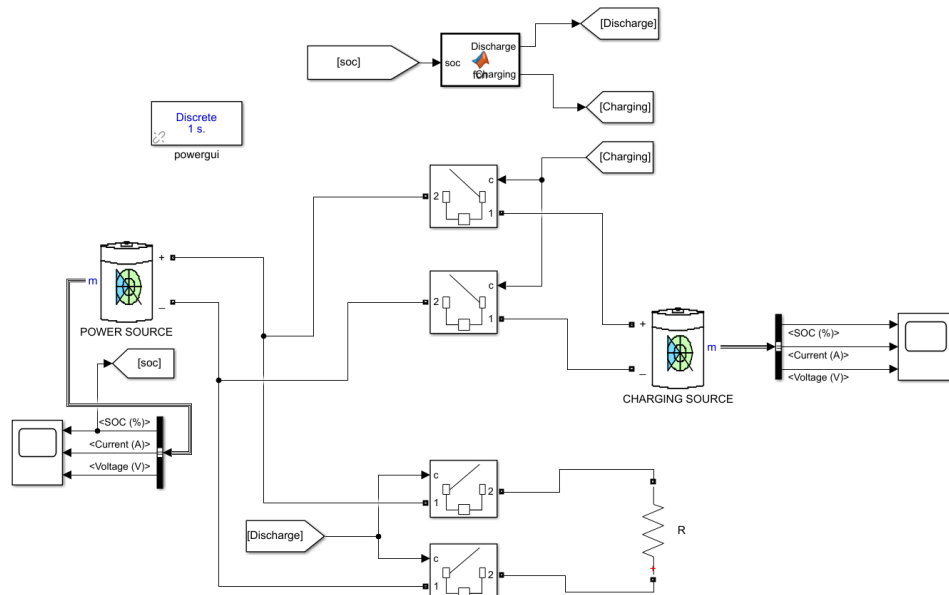 [Discharge]
[soc]
soc
Discharge
fcn
Charging
[Charging]
Discrete
1 s.
powergui
[Charging]
c
2
1
+
m
_
POWER SOURCE
c
2
1
[soc]
+
m
_
CHARGING SOURCE
<SOC (%)>
<Current (A)>
<Voltage (V)>
<SOC (%)>
<Current (A)>
<Voltage (V)>
c
2
1
[Discharge]
R
+
c
2
1